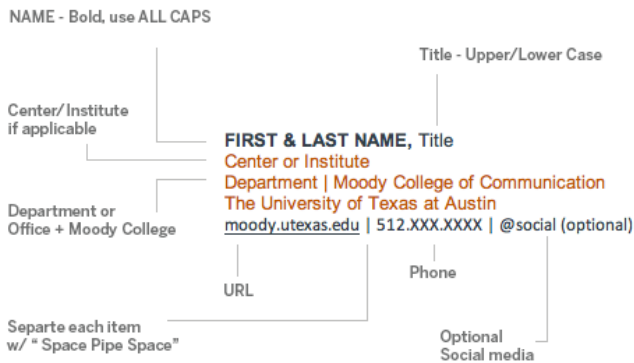 NAME - Bold, use ALL CAPS
Title - Upper/Lower Case
Center/Institute
if applicable
FIRST & LAST NAME, Title
Center or Institute
Department | Moody College of Communication
The University of Texas at Austin
moody.utexas.edu | 512.XXX.XXXX | @social (optional)
Department or
Office + Moody College
Phone
URL
Separte each item
w/ “ Space Pipe Space”
Optional
Social media